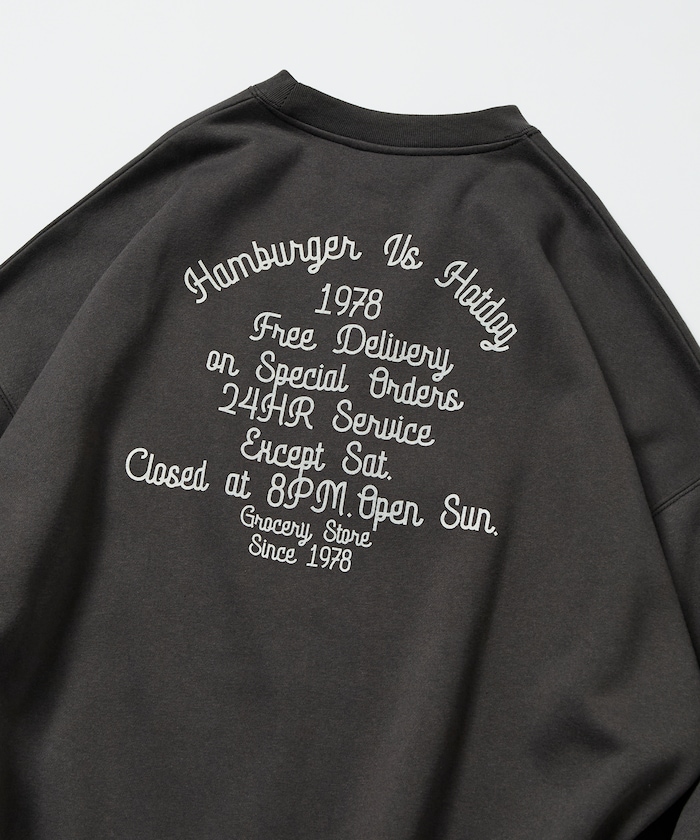 Hamburger Vs Hotdog
1978
Free Delivery
on Special Orders
24HR Service
Except Sat.
Closed at 8PM. Open Sun.
Grocery Store
Since 1978